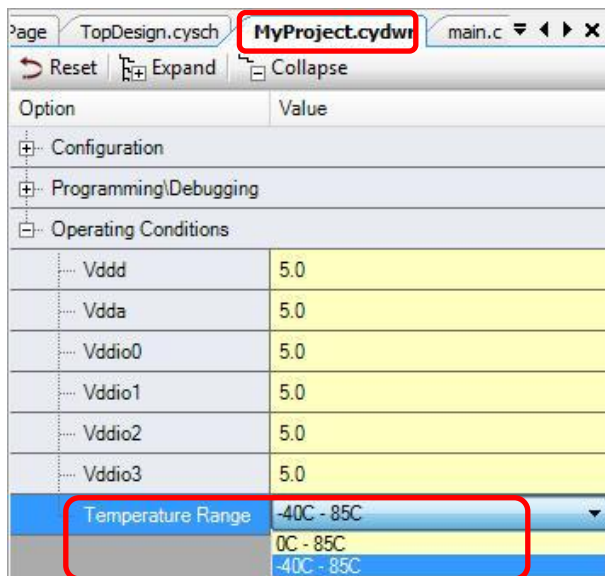 Page TopDesign.cysch MyProject.cydwr main.c
Reset Expand Collapse
Option Value
Configuration
Programming\Debugging
Operating Conditions
Vddd 5.0
Vdda 5.0
Vddio0 5.0
Vddio1 5.0
Vddio2 5.0
Vddio3 5.0
Temperature Range -40C - 85C
0C - 85C
-40C - 85C